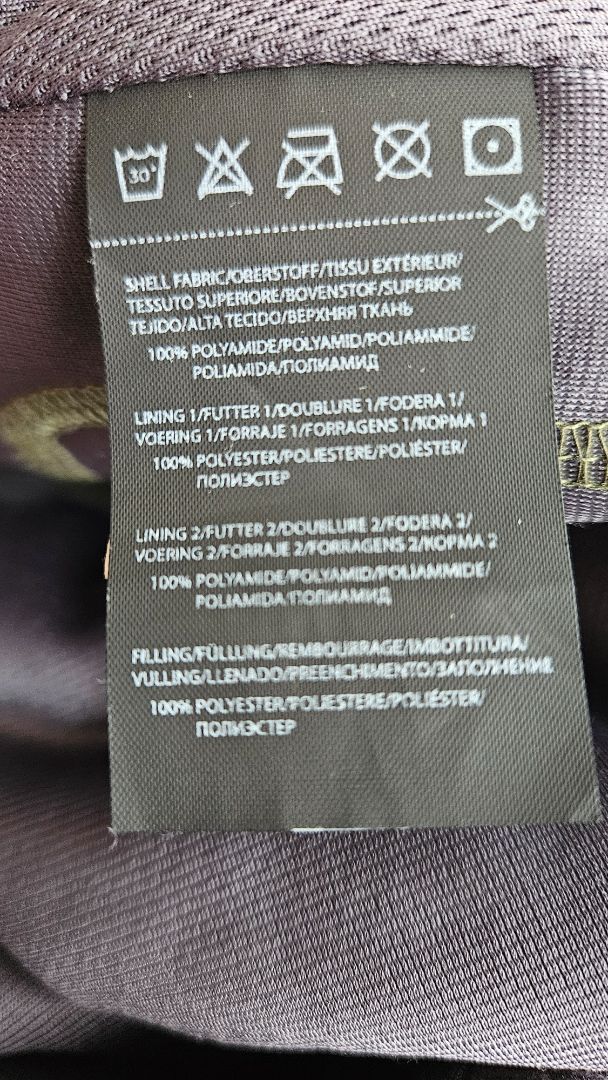 30°
SHELL FABRIC/OBERSTOFF/TISSU EXTÉRIEUR/
TESSUTO SUPERIORE/BOVENSTOF/SUPERIOR
TEJIDO/ALTA TECIDO/ВЕРХНЯЯ ТКАНЬ
100% POLYAMIDE/POLYAMID/POLIAMMIDE/
POLIAMIDA/ПОЛИАМИД
LINING 1/FUTTER 1/DOUBLURE 1/FODERA 1/
VOERING 1/FORRAJE 1/FORRAGENS 1/КОРМА 1
100% POLYESTER/POLIESTERE/POLIÉSTER/
ПОЛИЭСТЕР
LINING 2/FUTTER 2/DOUBLURE 2/FODERA 2/
VOERING 2/FORRAJE 2/FORRAGENS 2/КОРМА 2
100% POLYAMIDE/POLYAMID/POLIAMMIDE/
POLIAMIDA/ПОЛИАМИД
FILLING/FÜLLUNG/REMBOURRAGE/IMBOTTITURA/
VULLING/LLENADO/PREENCHIMENTO/ЗАПОЛНЕНИЕ
100% POLYESTER/POLIESTERE/POLIÉSTER/
ПОЛИЭСТЕР